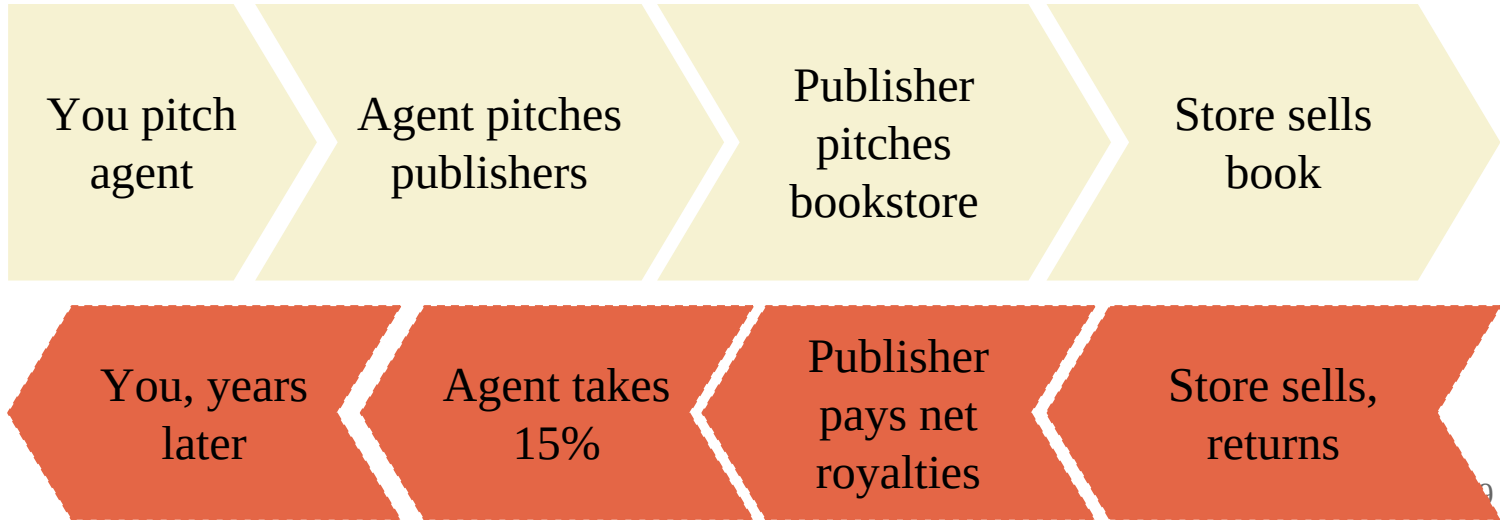 You pitch
agent
Agent pitches
publishers
Publisher
pitches
bookstore
Store sells
book
You, years
later
Agent takes
15%
Publisher
pays net
royalties
Store sells,
returns
9